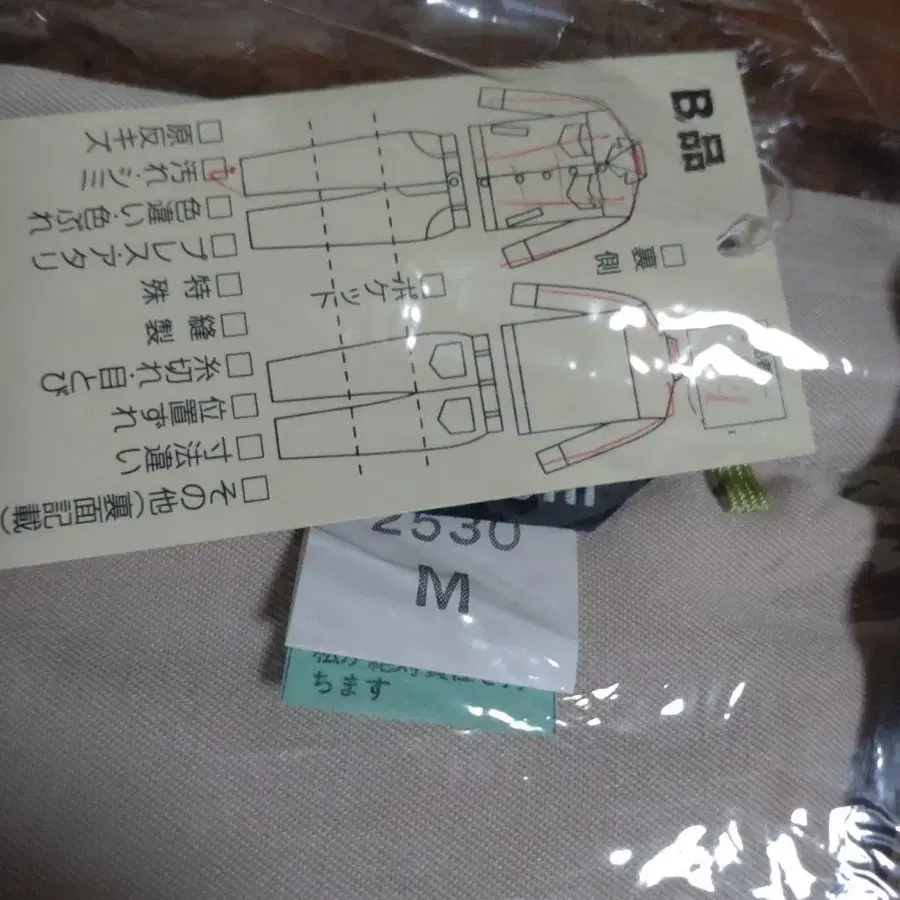 B品
□裏側
□ポケット
□原反キズ
□汚れ・シミ
□色違い・色ぶれ
□プレス・アタリ
□特殊
□縫製
□糸切れ・目とび
□位置ずれ
□寸法違い
□その他(裏面記載)
2530
M
ちます